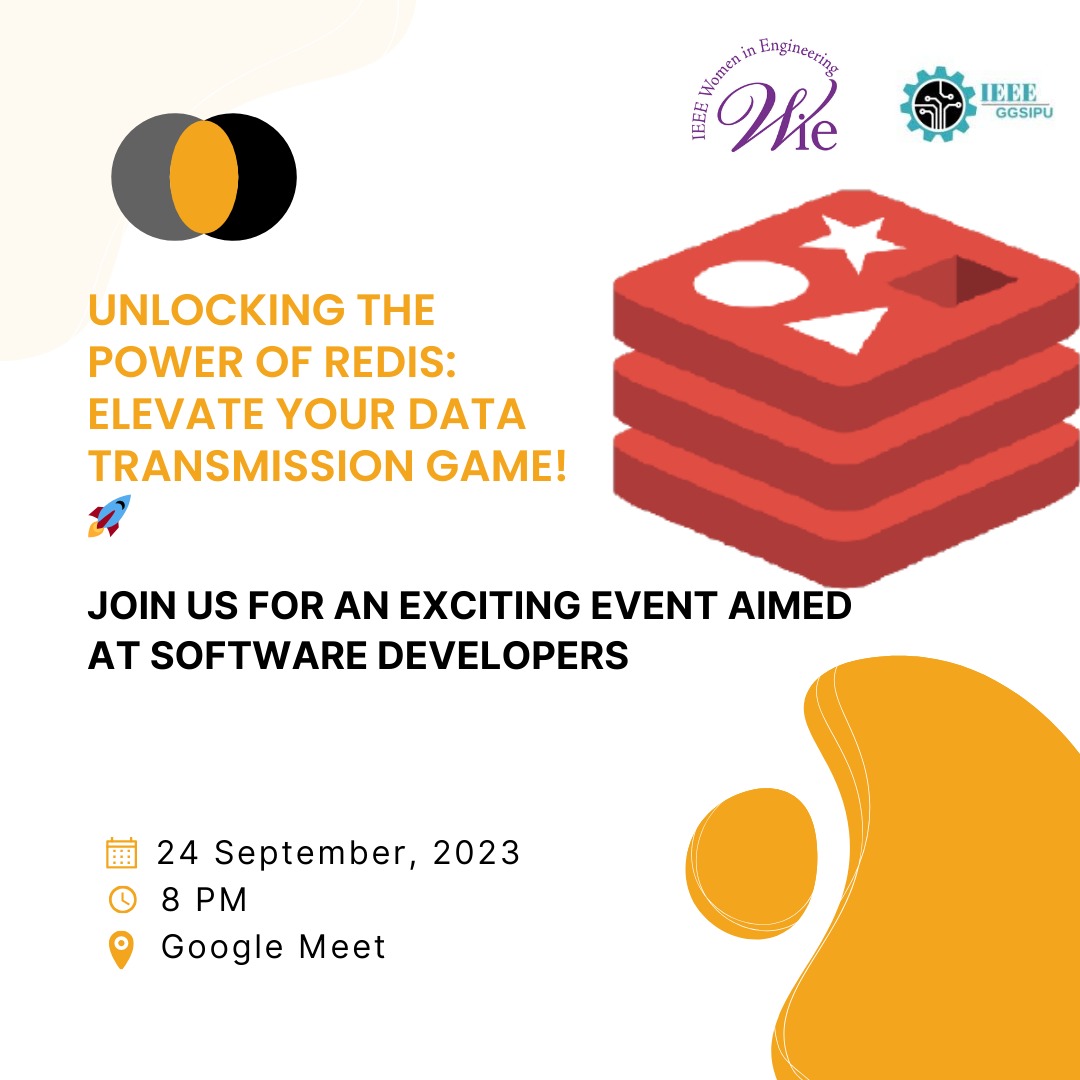 IEEE Women in Engineering
Wie
IEEE
GGSIPU
UNLOCKING THE
POWER OF REDIS:
ELEVATE YOUR DATA
TRANSMISSION GAME!
🚀
JOIN US FOR AN EXCITING EVENT AIMED
AT SOFTWARE DEVELOPERS
24 September, 2023
8 PM
Google Meet